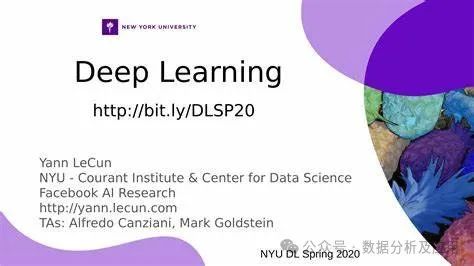 NEW YORK UNIVERSITY
Deep Learning
http://bit.ly/DLSP20
Yann LeCun
NYU - Courant Institute & Center for Data Science
Facebook AI Research
http://yann.lecun.com
TAs: Alfredo Canziani, Mark Goldstein
NYU DL Spring 2020
公众号 · 数据分析及应用